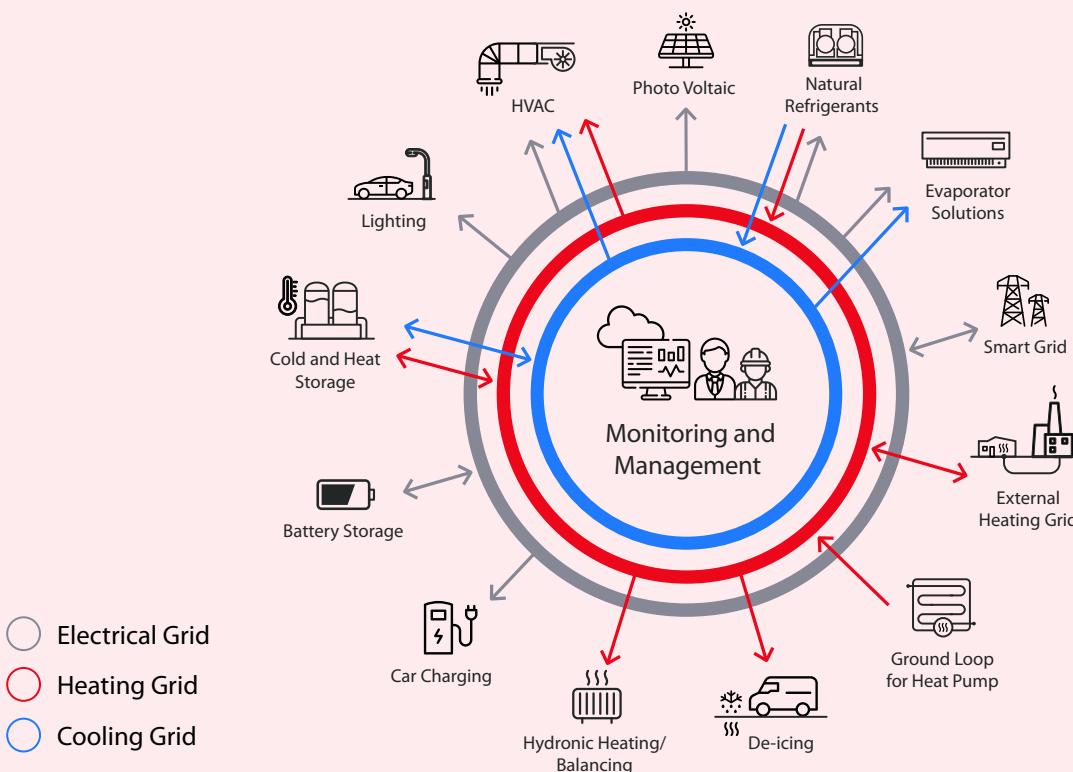 Photo Voltaic
HVAC
Natural
Refrigerants
Evaporator
Solutions
Lighting
Smart Grid
Cold and Heat
Storage
Monitoring and
Management
External
Heating Grid
Battery Storage
Ground Loop
for Heat Pump
Car Charging
Hydronic Heating/
Balancing
De-icing
Electrical Grid
Heating Grid
Cooling Grid